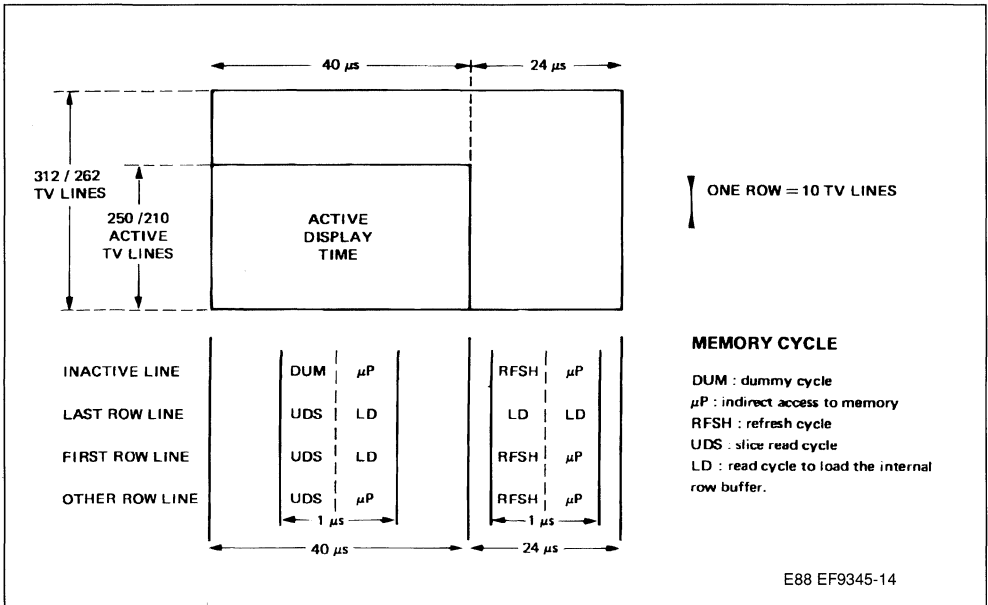 40 µs
24 µs
312 / 262
TV LINES
250 /210
ACTIVE
TV LINES
ACTIVE
DISPLAY
TIME
ONE ROW = 10 TV LINES
INACTIVE LINE DUM µP RFSH µP
LAST ROW LINE UDS LD LD LD
FIRST ROW LINE UDS LD RFSH µP
OTHER ROW LINE UDS µP RFSH µP
1 µs 1 µs
40 µs 24 µs
MEMORY CYCLE
DUM : dummy cycle
µP : indirect access to memory
RFSH : refresh cycle
UDS : slice read cycle
LD : read cycle to load the internal
row buffer.
E88 EF9345-14